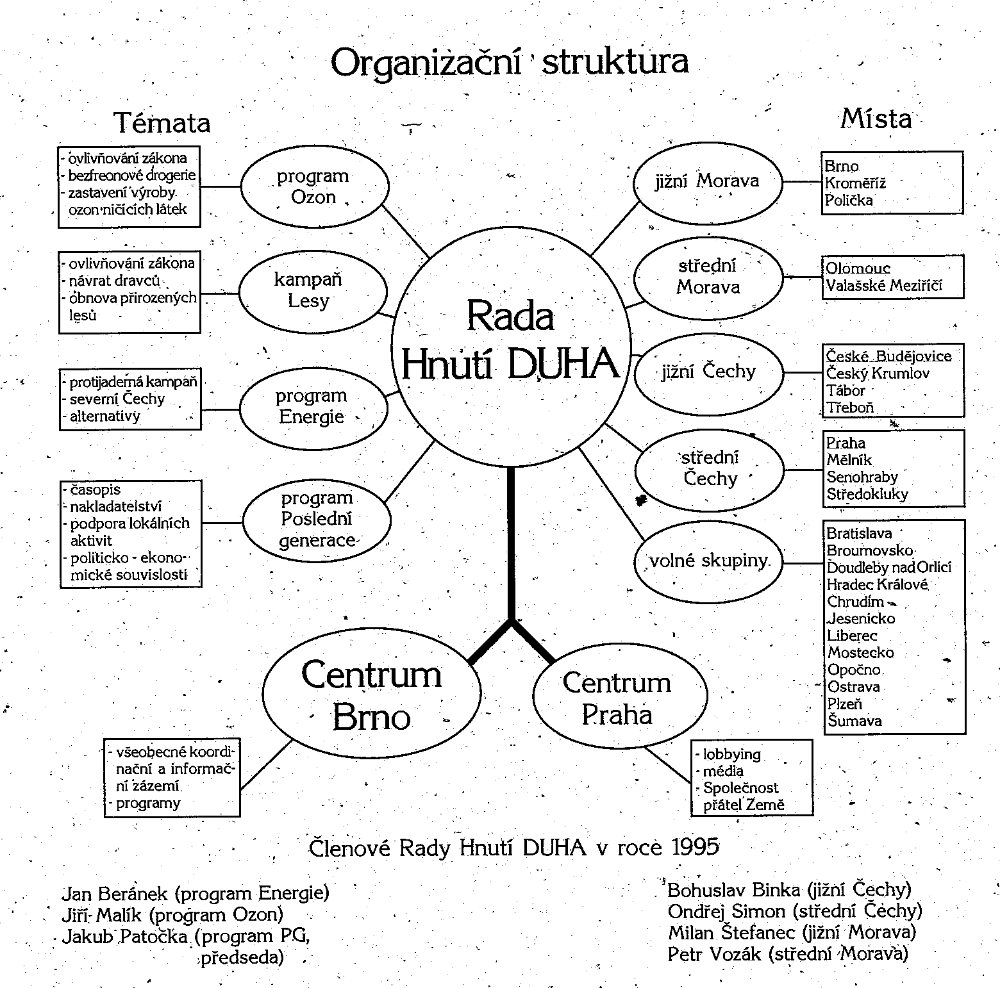 Organizační struktura
Témata
- ovlivňování zákona
- bezfreonové drogerie
- zastavení výroby
ozon ničících látek
program
Ozon
- ovlivňování zákona
- návrat dravců
- obnova přirozených
lesů
kampaň
Lesy
- protijaderná kampaň
- severní Čechy
- alternativy
program
Energie
- časopis
- nakladatelství
- podpora lokálních
aktivit
- politicko - ekono-
mické souvislosti
program
Poslední
generace
Rada
Hnutí DUHA
Místa
jižní Morava
Brno
Kroměříž
Polička
střední
Morava
Olomouc
Valašské Meziříčí
jižní Čechy
České Budějovice
Český Krumlov
Tábor
Třeboň
střední
Čechy
Praha
Mělník
Senohraby
Středokluky
volné skupiny
Bratislava
Broumovsko
Doudleby nad Orlicí
Hradec Králové
Chrudim
Jesenicko
Liberec
Mostecko
Opočno
Ostrava
Plzeň
Šumava
Centrum
Brno
- všeobecné koordi-
nační a informač-
ní zázemí
- programy
Centrum
Praha
- lobbying
- média
- Společnost
přátel Země
Členové Rady Hnutí DUHA v roce 1995
Jan Beránek (program Energie)
Jiří Malík (program Ozon)
Jakub Patočka (program PG,
předseda)
Bohuslav Binka (jižní Čechy)
Ondřej Simon (střední Čechy)
Milan Štefanec (jižní Morava)
Petr Vozák (střední Morava)